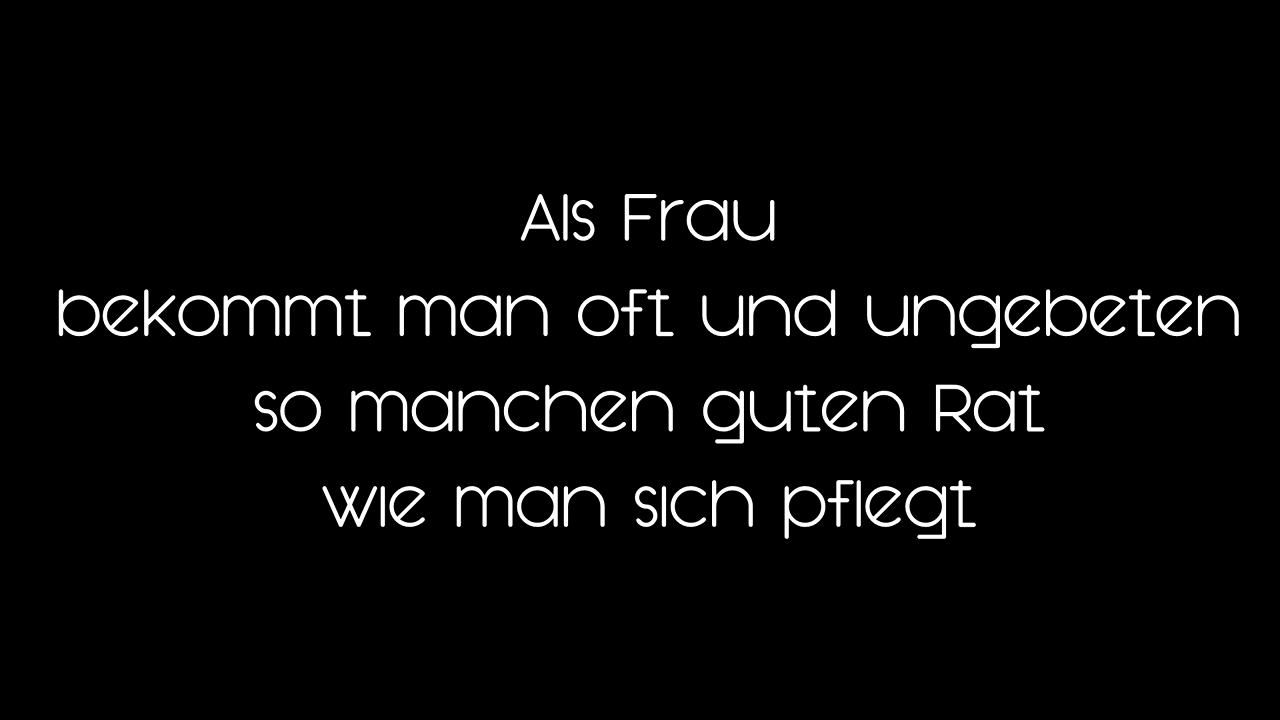 Als Frau
bekommt man oft und ungebeten
so manchen guten Rat
wie man sich pflegt